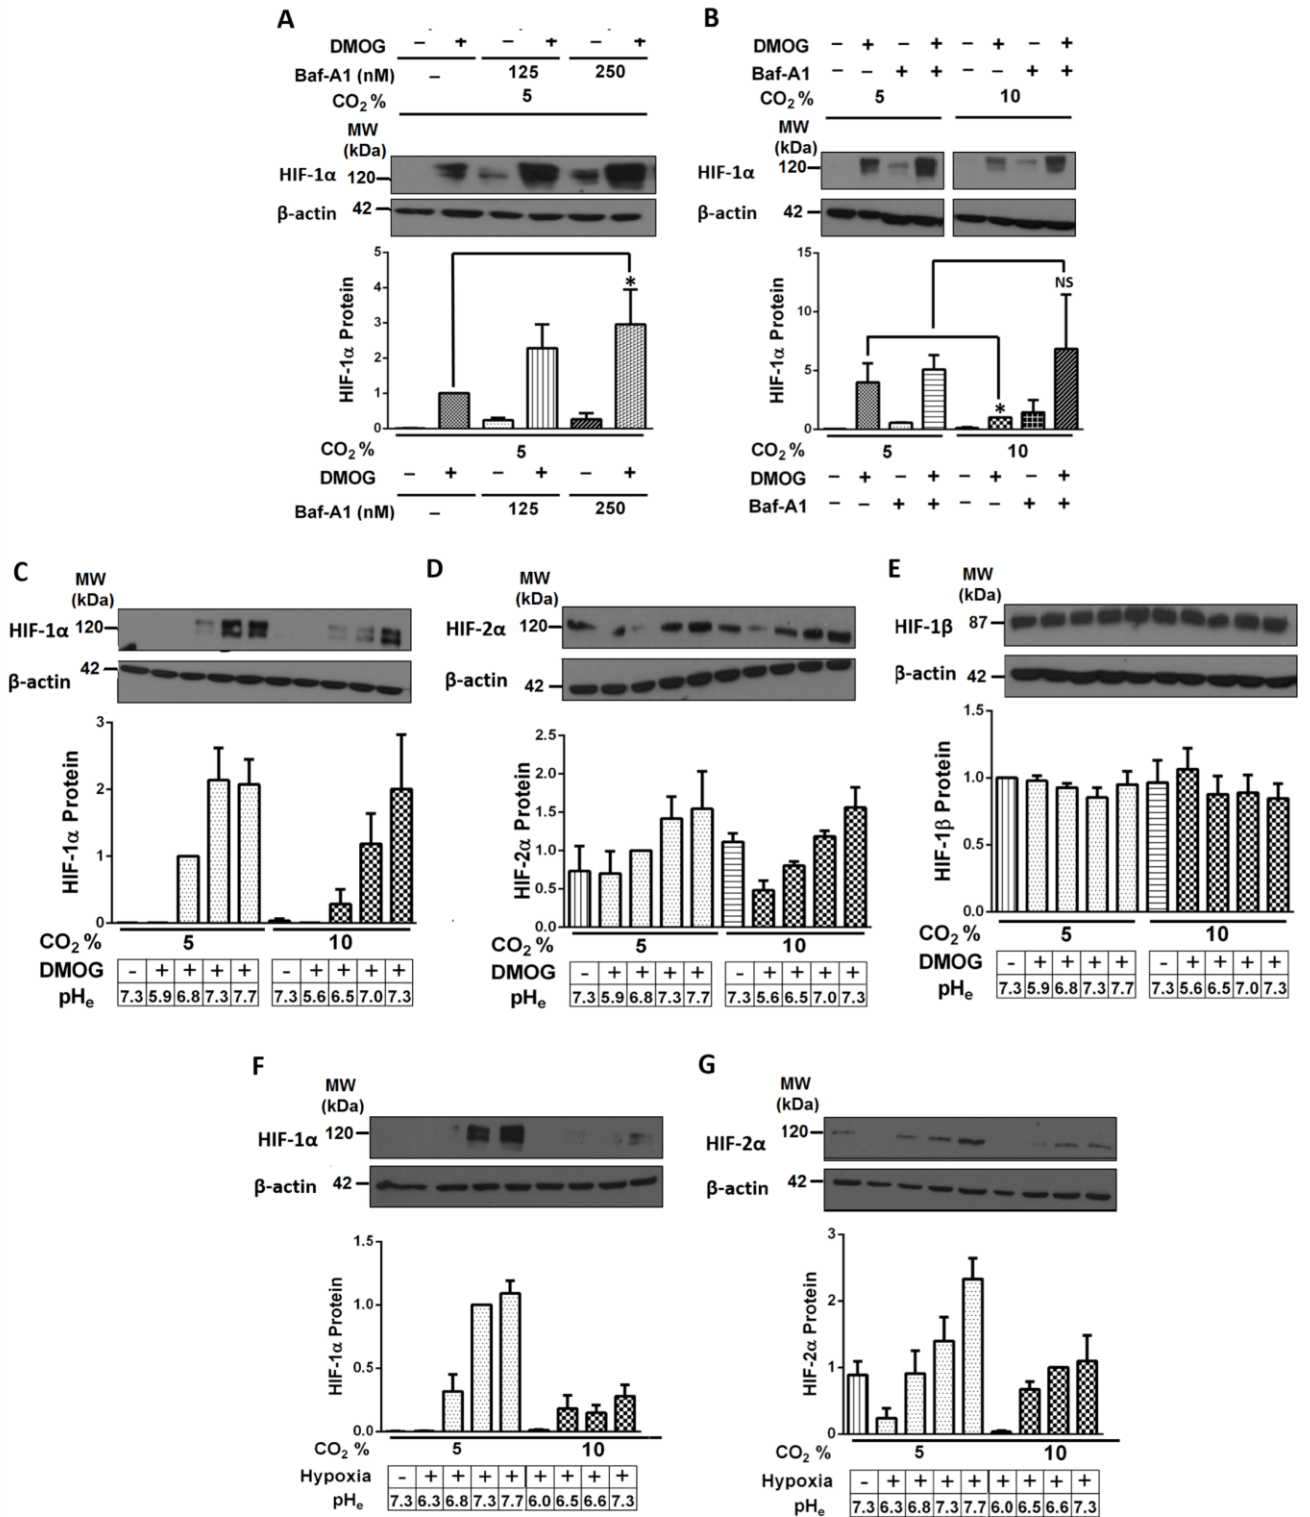 A
DMOG – + – + – +
Baf-A1 (nM) – 125 250
CO2 % 5
MW
(kDa)
HIF-1α 120
β-actin 42
5
4
3
2
1
0
HIF-1α Protein
*
CO2 % 5
DMOG – + – + – +
Baf-A1 (nM) – 125 250
B
DMOG – + – + – + – +
Baf-A1 – – + + – – + +
CO2 % 5 10
MW
(kDa)
HIF-1α 120
β-actin 42
15
10
5
0
HIF-1α Protein
*
NS
CO2 % 5 10
DMOG – + – + – + – +
Baf-A1 – – + + – – + +
C
MW
(kDa)
HIF-1α 120
β-actin 42
3
2
1
0
HIF-1α Protein
CO2 % 5 10
DMOG - + + + + - + + + +
pHe 7.3 5.9 6.8 7.3 7.7 7.3 5.6 6.5 7.0 7.3
D
MW
(kDa)
HIF-2α 120
β-actin 42
2.5
2.0
1.5
1.0
0.5
0.0
HIF-2α Protein
CO2 % 5 10
DMOG - + + + + - + + + +
pHe 7.3 5.9 6.8 7.3 7.7 7.3 5.6 6.5 7.0 7.3
E
MW
(kDa)
HIF-1β 87
β-actin 42
1.5
1.0
0.5
0.0
HIF-1β Protein
CO2 % 5 10
DMOG - + + + + - + + + +
pHe 7.3 5.9 6.8 7.3 7.7 7.3 5.6 6.5 7.0 7.3
F
MW
(kDa)
HIF-1α 120
β-actin 42
1.5
1.0
0.5
0.0
HIF-1α Protein
CO2 % 5 10
Hypoxia - + + + + + + + +
pHe 7.3 6.3 6.8 7.3 7.7 6.0 6.5 6.6 7.3
G
MW
(kDa)
HIF-2α 120
β-actin 42
3
2
1
0
HIF-2α Protein
CO2 % 5 10
Hypoxia - + + + + + + + +
pHe 7.3 6.3 6.8 7.3 7.7 6.0 6.5 6.6 7.3